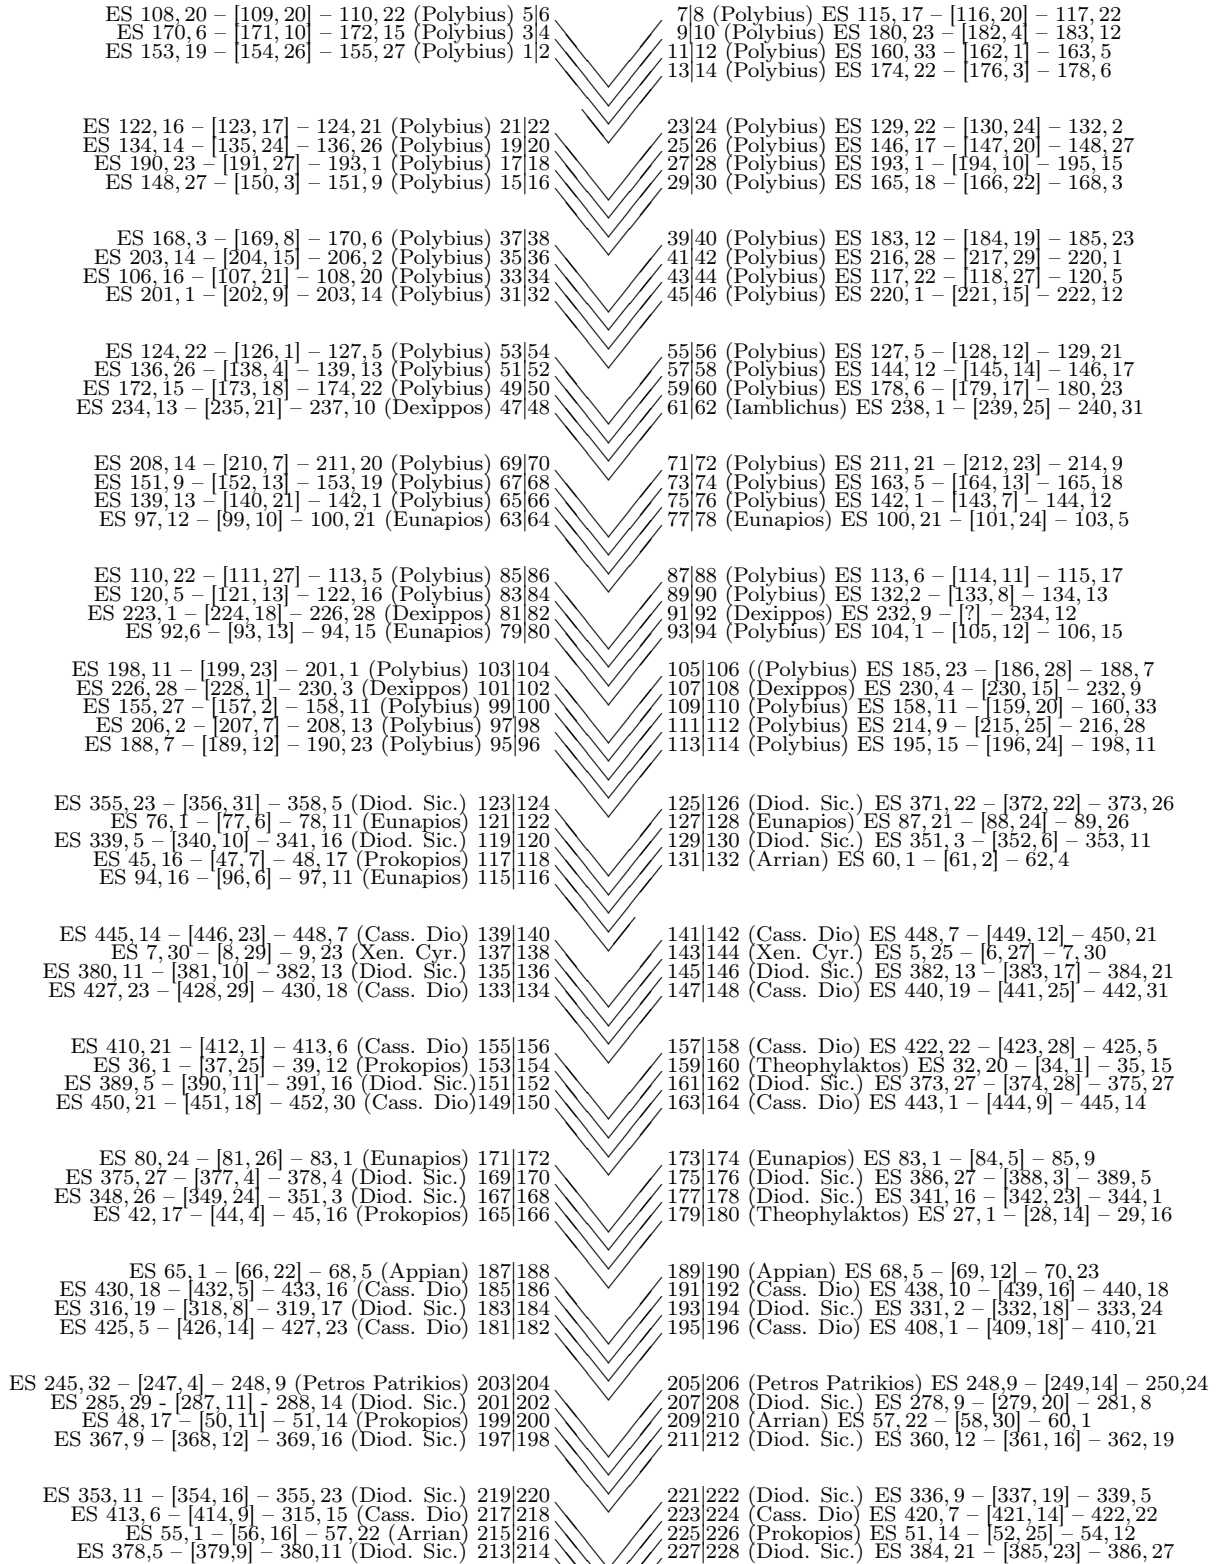 ES 108, 20 – [109, 20] – 110, 22 (Polybius) 5|6 7|8 (Polybius) ES 115, 17 – [116, 20] – 117, 22
ES 170, 6 – [171, 10] – 172, 15 (Polybius) 3|4 9|10 (Polybius) ES 180, 23 – [182, 4] – 183, 12
ES 153, 19 – [154, 26] – 155, 27 (Polybius) 1|2 11|12 (Polybius) ES 160, 33 – [162, 1] – 163, 5
13|14 (Polybius) ES 174, 22 – [176, 3] – 178, 6
ES 122, 16 – [123, 17] – 124, 21 (Polybius) 21|22 23|24 (Polybius) ES 129, 22 – [130, 24] – 132, 2
ES 134, 14 – [135, 24] – 136, 26 (Polybius) 19|20 25|26 (Polybius) ES 146, 17 – [147, 20] – 148, 27
ES 190, 23 – [191, 27] – 193, 1 (Polybius) 17|18 27|28 (Polybius) ES 193, 1 – [194, 10] – 195, 15
ES 148, 27 – [150, 3] – 151, 9 (Polybius) 15|16 29|30 (Polybius) ES 165, 18 – [166, 22] – 168, 3
ES 168, 3 – [169, 8] – 170, 6 (Polybius) 37|38 39|40 (Polybius) ES 183, 12 – [184, 19] – 185, 23
ES 203, 14 – [204, 15] – 206, 2 (Polybius) 35|36 41|42 (Polybius) ES 216, 28 – [217, 29] – 220, 1
ES 106, 16 – [107, 21] – 108, 20 (Polybius) 33|34 43|44 (Polybius) ES 117, 22 – [118, 27] – 120, 5
ES 201, 1 – [202, 9] – 203, 14 (Polybius) 31|32 45|46 (Polybius) ES 220, 1 – [221, 15] – 222, 12
ES 124, 22 – [126, 1] – 127, 5 (Polybius) 53|54 55|56 (Polybius) ES 127, 5 – [128, 12] – 129, 21
ES 136, 26 – [138, 4] – 139, 13 (Polybius) 51|52 57|58 (Polybius) ES 144, 12 – [145, 14] – 146, 17
ES 172, 15 – [173, 18] – 174, 22 (Polybius) 49|50 59|60 (Polybius) ES 178, 6 – [179, 17] – 180, 23
ES 234, 13 – [235, 21] – 237, 10 (Dexippos) 47|48 61|62 (Iamblichus) ES 238, 1 – [239, 25] – 240, 31
ES 208, 14 – [210, 7] – 211, 20 (Polybius) 69|70 71|72 (Polybius) ES 211, 21 – [212, 23] – 214, 9
ES 151, 9 – [152, 13] – 153, 19 (Polybius) 67|68 73|74 (Polybius) ES 163, 5 – [164, 13] – 165, 18
ES 139, 13 – [140, 21] – 142, 1 (Polybius) 65|66 75|76 (Polybius) ES 142, 1 – [143, 7] – 144, 12
ES 97, 12 – [99, 10] – 100, 21 (Eunapios) 63|64 77|78 (Eunapios) ES 100, 21 – [101, 24] – 103, 5
ES 110, 22 – [111, 27] – 113, 5 (Polybius) 85|86 87|88 (Polybius) ES 113, 6 – [114, 11] – 115, 17
ES 120, 5 – [121, 13] – 122, 16 (Polybius) 83|84 89|90 (Polybius) ES 132,2 – [133, 8] – 134, 13
ES 223, 1 – [224, 18] – 226, 28 (Dexippos) 81|82 91|92 (Dexippos) ES 232, 9 – [?] – 234, 12
ES 92,6 – [93, 13] – 94, 15 (Eunapios) 79|80 93|94 (Polybius) ES 104, 1 – [105, 12] – 106, 15
ES 198, 11 – [199, 23] – 201, 1 (Polybius) 103|104 105|106 ((Polybius) ES 185, 23 – [186, 28] – 188, 7
ES 226, 28 – [228, 1] – 230, 3 (Dexippos) 101|102 107|108 (Dexippos) ES 230, 4 – [230, 15] – 232, 9
ES 155, 27 – [157, 2] – 158, 11 (Polybius) 99|100 109|110 (Polybius) ES 158, 11 – [159, 20] – 160, 33
ES 206, 2 – [207, 7] – 208, 13 (Polybius) 97|98 111|112 (Polybius) ES 214, 9 – [215, 25] – 216, 28
ES 188, 7 – [189, 12] – 190, 23 (Polybius) 95|96 113|114 (Polybius) ES 195, 15 – [196, 24] – 198, 11
ES 355, 23 – [356, 31] – 358, 5 (Diod. Sic.) 123|124 125|126 (Diod. Sic.) ES 371, 22 – [372, 22] – 373, 26
ES 76, 1 – [77, 6] – 78, 11 (Eunapios) 121|122 127|128 (Eunapios) ES 87, 21 – [88, 24] – 89, 26
ES 339, 5 – [340, 10] – 341, 16 (Diod. Sic.) 119|120 129|130 (Diod. Sic.) ES 351, 3 – [352, 6] – 353, 11
ES 45, 16 – [47, 7] – 48, 17 (Prokopios) 117|118 131|132 (Arrian) ES 60, 1 – [61, 2] – 62, 4
ES 94, 16 – [96, 6] – 97, 11 (Eunapios) 115|116
ES 445, 14 – [446, 23] – 448, 7 (Cass. Dio) 139|140 141|142 (Cass. Dio) ES 448, 7 – [449, 12] – 450, 21
ES 7, 30 – [8, 29] – 9, 23 (Xen. Cyr.) 137|138 143|144 (Xen. Cyr.) ES 5, 25 – [6, 27] – 7, 30
ES 380, 11 – [381, 10] – 382, 13 (Diod. Sic.) 135|136 145|146 (Diod. Sic.) ES 382, 13 – [383, 17] – 384, 21
ES 427, 23 – [428, 29] – 430, 18 (Cass. Dio) 133|134 147|148 (Cass. Dio) ES 440, 19 – [441, 25] – 442, 31
ES 410, 21 – [412, 1] – 413, 6 (Cass. Dio) 155|156 157|158 (Cass. Dio) ES 422, 22 – [423, 28] – 425, 5
ES 36, 1 – [37, 25] – 39, 12 (Prokopios) 153|154 159|160 (Theophylaktos) ES 32, 20 – [34, 1] – 35, 15
ES 389, 5 – [390, 11] – 391, 16 (Diod. Sic.)151|152 161|162 (Diod. Sic.) ES 373, 27 – [374, 28] – 375, 27
ES 450, 21 – [451, 18] – 452, 30 (Cass. Dio)149|150 163|164 (Cass. Dio) ES 443, 1 – [444, 9] – 445, 14
ES 80, 24 – [81, 26] – 83, 1 (Eunapios) 171|172 173|174 (Eunapios) ES 83, 1 – [84, 5] – 85, 9
ES 375, 27 – [377, 4] – 378, 4 (Diod. Sic.) 169|170 175|176 (Diod. Sic.) ES 386, 27 – [388, 3] – 389, 5
ES 348, 26 – [349, 24] – 351, 3 (Diod. Sic.) 167|168 177|178 (Diod. Sic.) ES 341, 16 – [342, 23] – 344, 1
ES 42, 17 – [44, 4] – 45, 16 (Prokopios) 165|166 179|180 (Theophylaktos) ES 27, 1 – [28, 14] – 29, 16
ES 65, 1 – [66, 22] – 68, 5 (Appian) 187|188 189|190 (Appian) ES 68, 5 – [69, 12] – 70, 23
ES 430, 18 – [432, 5] – 433, 16 (Cass. Dio) 185|186 191|192 (Cass. Dio) ES 438, 10 – [439, 16] – 440, 18
ES 316, 19 – [318, 8] – 319, 17 (Diod. Sic.) 183|184 193|194 (Diod. Sic.) ES 331, 2 – [332, 18] – 333, 24
ES 425, 5 – [426, 14] – 427, 23 (Cass. Dio) 181|182 195|196 (Cass. Dio) ES 408, 1 – [409, 18] – 410, 21
ES 245, 32 – [247, 4] – 248, 9 (Petros Patrikios) 203|204 205|206 (Petros Patrikios) ES 248,9 – [249,14] – 250,24
ES 285, 29 - [287, 11] - 288, 14 (Diod. Sic.) 201|202 207|208 (Diod. Sic.) ES 278, 9 – [279, 20] – 281, 8
ES 48, 17 – [50, 11] – 51, 14 (Prokopios) 199|200 209|210 (Arrian) ES 57, 22 – [58, 30] – 60, 1
ES 367, 9 – [368, 12] – 369, 16 (Diod. Sic.) 197|198 211|212 (Diod. Sic.) ES 360, 12 – [361, 16] – 362, 19
ES 353, 11 – [354, 16] – 355, 23 (Diod. Sic.) 219|220 221|222 (Diod. Sic.) ES 336, 9 – [337, 19] – 339, 5
ES 413, 6 – [414, 9] – 315, 15 (Cass. Dio) 217|218 223|224 (Cass. Dio) ES 420, 7 – [421, 14] – 422, 22
ES 55, 1 – [56, 16] – 57, 22 (Arrian) 215|216 225|226 (Prokopios) ES 51, 14 – [52, 25] – 54, 12
ES 378,5 – [379,9] – 380,11 (Diod. Sic.) 213|214 227|228 (Diod. Sic.) ES 384, 21 – [385, 23] – 386, 27